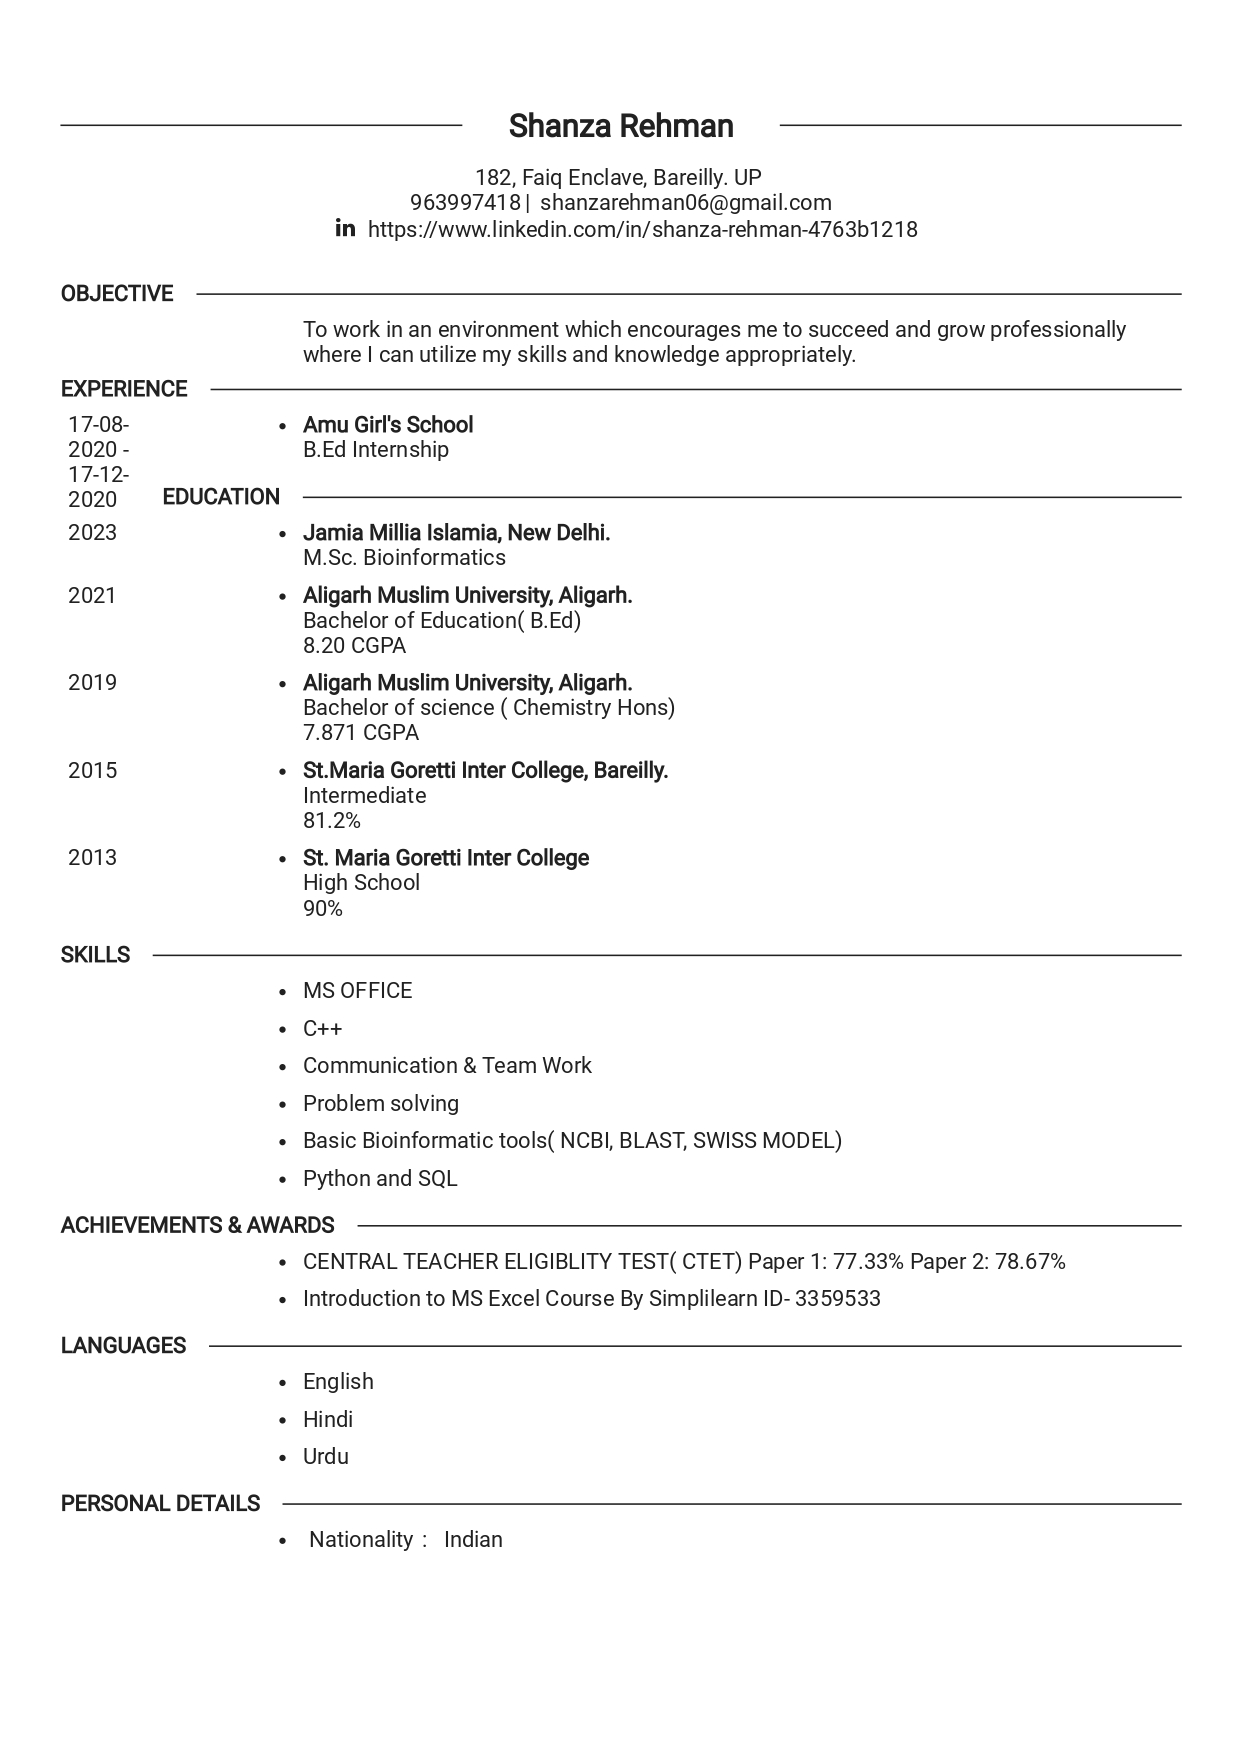 Shanza Rehman
182, Faiq Enclave, Bareilly. UP
963997418 | shanzarehman06@gmail.com
in https://www.linkedin.com/in/shanza-rehman-4763b1218
OBJECTIVE
To work in an environment which encourages me to succeed and grow professionally
where I can utilize my skills and knowledge appropriately.
EXPERIENCE
17-08-
2020 -
17-12-
2020
• Amu Girl's School
B.Ed Internship
EDUCATION
2023 • Jamia Millia Islamia, New Delhi.
M.Sc. Bioinformatics
2021 • Aligarh Muslim University, Aligarh.
Bachelor of Education( B.Ed)
8.20 CGPA
2019 • Aligarh Muslim University, Aligarh.
Bachelor of science ( Chemistry Hons)
7.871 CGPA
2015 • St.Maria Goretti Inter College, Bareilly.
Intermediate
81.2%
2013 • St. Maria Goretti Inter College
High School
90%
SKILLS
• MS OFFICE
• C++
• Communication & Team Work
• Problem solving
• Basic Bioinformatic tools( NCBI, BLAST, SWISS MODEL)
• Python and SQL
ACHIEVEMENTS & AWARDS
• CENTRAL TEACHER ELIGIBLITY TEST( CTET) Paper 1: 77.33% Paper 2: 78.67%
• Introduction to MS Excel Course By Simplilearn ID- 3359533
LANGUAGES
• English
• Hindi
• Urdu
PERSONAL DETAILS
• Nationality : Indian